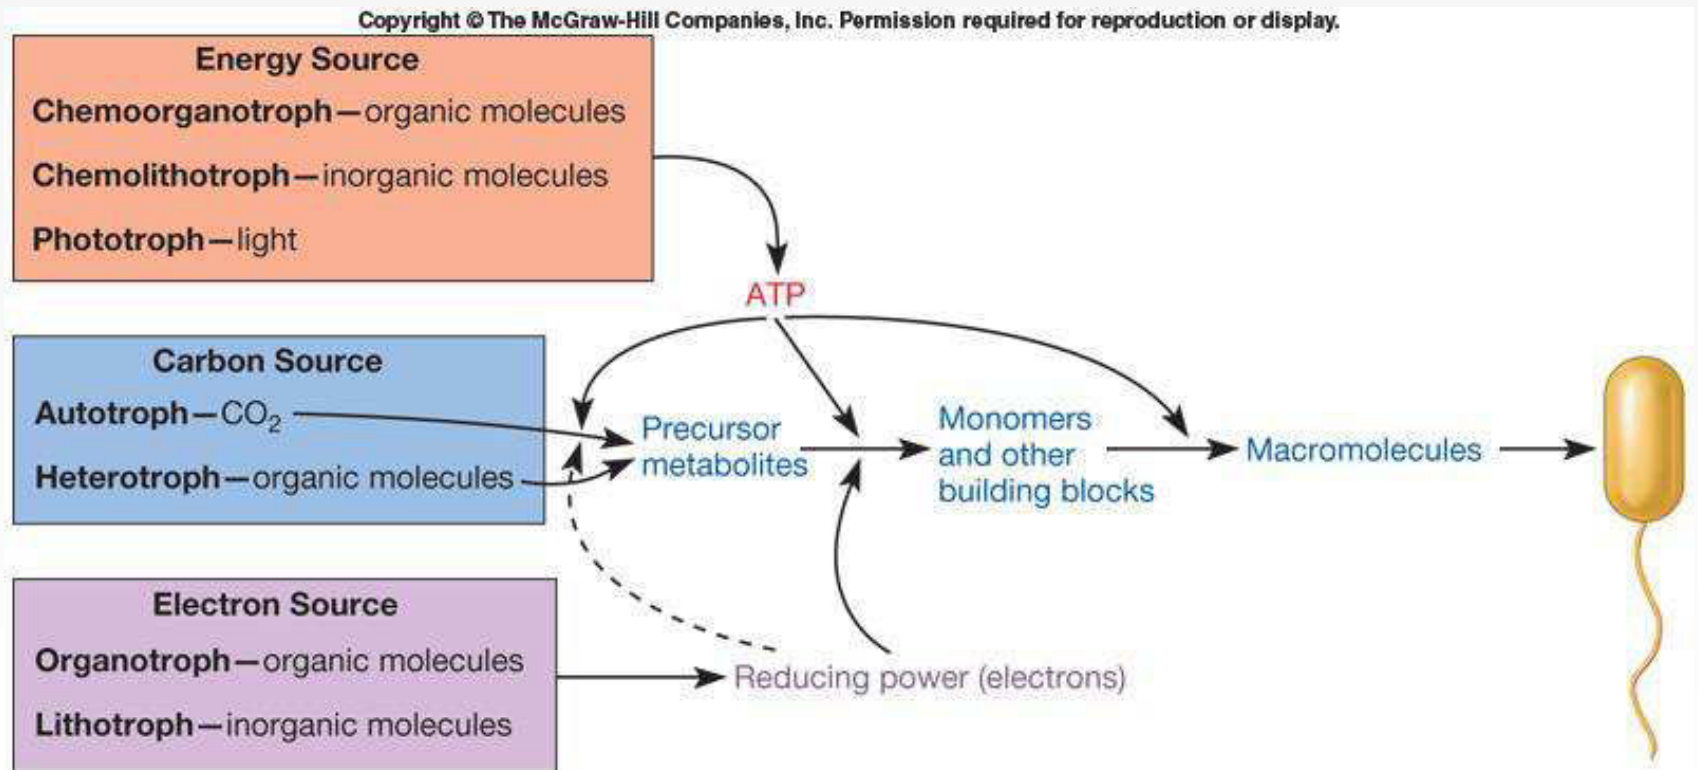 Copyright © The McGraw-Hill Companies, Inc. Permission required for reproduction or display.
Energy Source
Chemoorganotroph—organic molecules
Chemolithotroph—inorganic molecules
Phototroph—light
ATP
Carbon Source
Autotroph—CO₂
Heterotroph—organic molecules
Precursor
metabolites
Monomers
and other
building blocks
Macromolecules
Electron Source
Organotroph—organic molecules
Lithotroph—inorganic molecules
Reducing power (electrons)